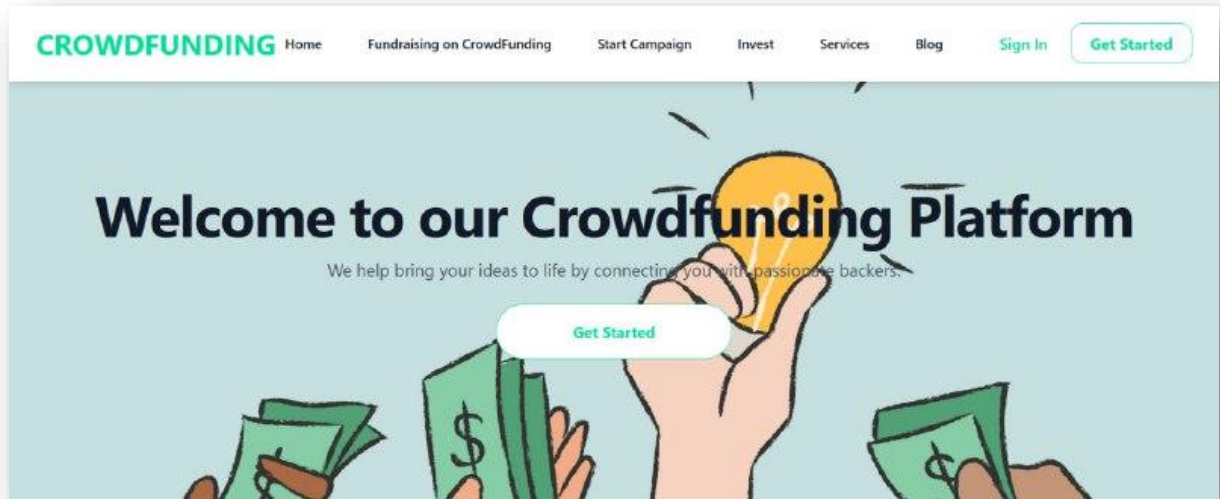 CROWDFUNDING Home Fundraising on CrowdFunding Start Campaign Invest Services Blog Sign In Get Started
Welcome to our Crowdfunding Platform
We help bring your ideas to life by connecting you with passionate backers.
Get Started
$ $ $